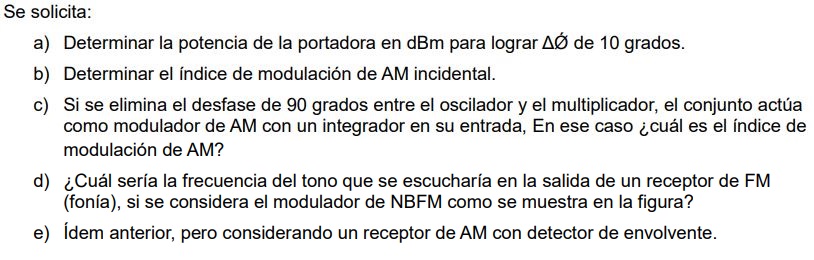 Se solicita:
a) Determinar la potencia de la portadora en dBm para lograr ΔǾ de 10 grados.
b) Determinar el índice de modulación de AM incidental.
c) Si se elimina el desfase de 90 grados entre el oscilador y el multiplicador, el conjunto actúa
como modulador de AM con un integrador en su entrada, En ese caso ¿cuál es el índice de
modulación de AM?
d) ¿Cuál sería la frecuencia del tono que se escucharía en la salida de un receptor de FM
(fonía), si se considera el modulador de NBFM como se muestra en la figura?
e) Ídem anterior, pero considerando un receptor de AM con detector de envolvente.